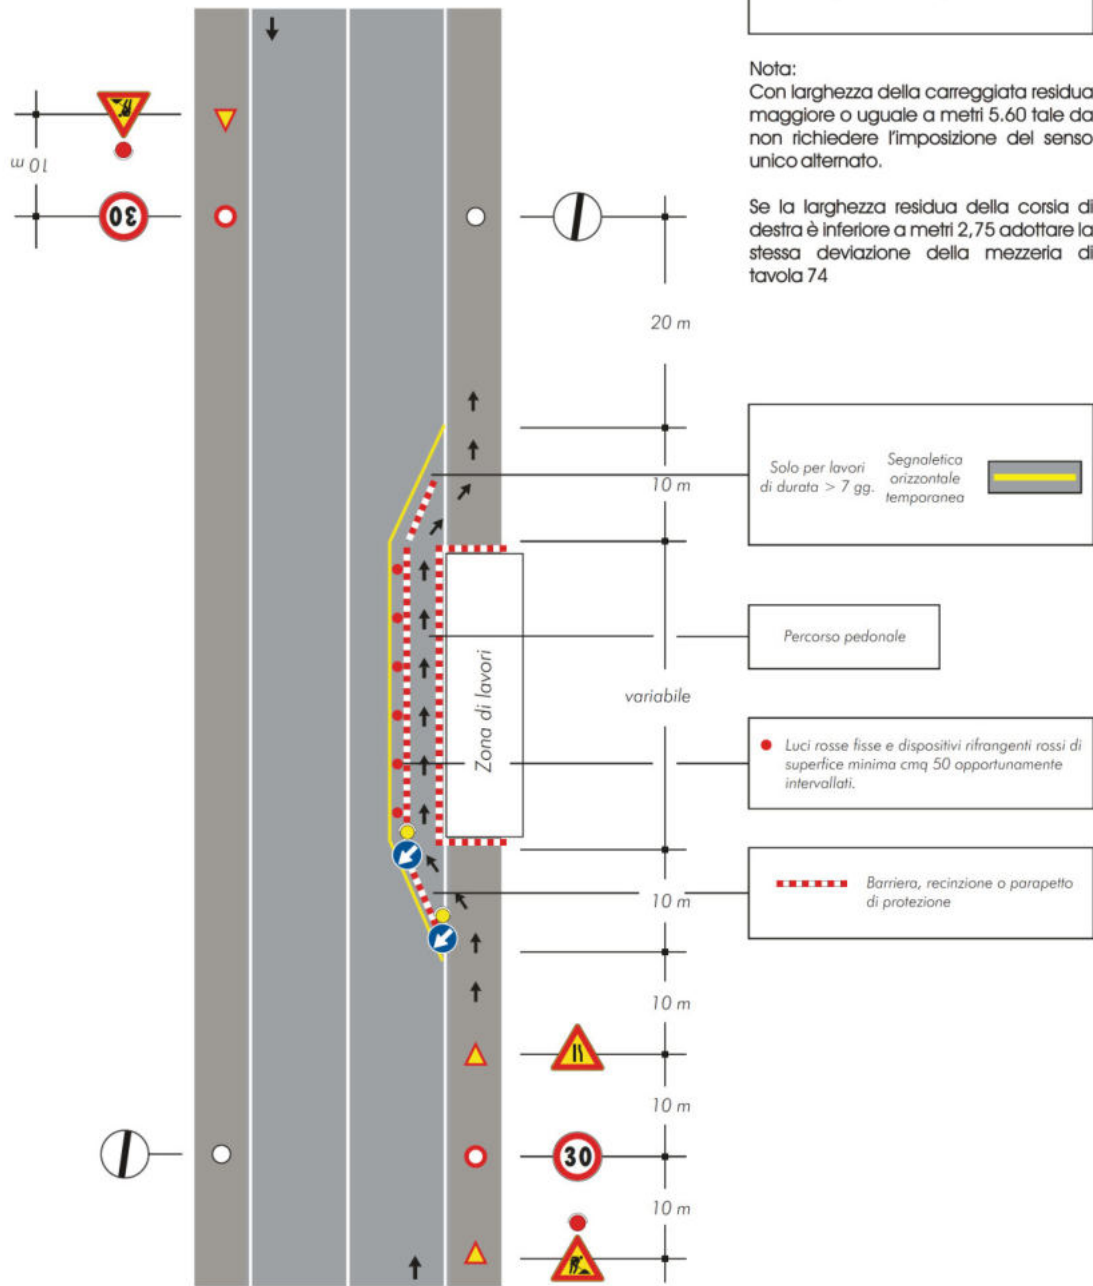 Nota:
Con larghezza della carreggiata residua
maggiore o uguale a metri 5.60 tale da
non richiedere l'imposizione del senso
unico alternato.
Se la larghezza residua della corsia di
destra è inferiore a metri 2,75 adottare la
stessa deviazione della mezzeria di
tavola 74
10 m
30
20 m
10 m
Solo per lavori
di durata > 7 gg.
Segnaletica
orizzontale
temporanea
Zona di lavori
Percorso pedonale
variabile
Luci rosse fisse e dispositivi rifrangenti rossi di
superfice minima cmq 50 opportunamente
intervallati.
Barriera, recinzione o parapetto
di protezione
10 m
10 m
10 m
30
10 m